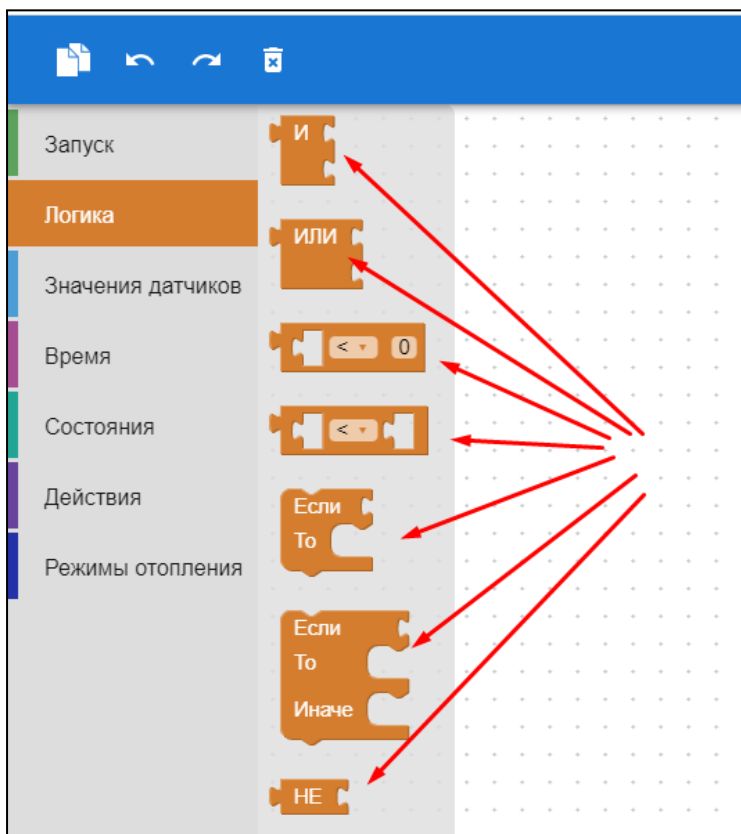 Запуск
Логика
Значения датчиков
Время
Состояния
Действия
Режимы отопления
И
ИЛИ
< 0
<
Если
То
Если
То
Иначе
НЕ